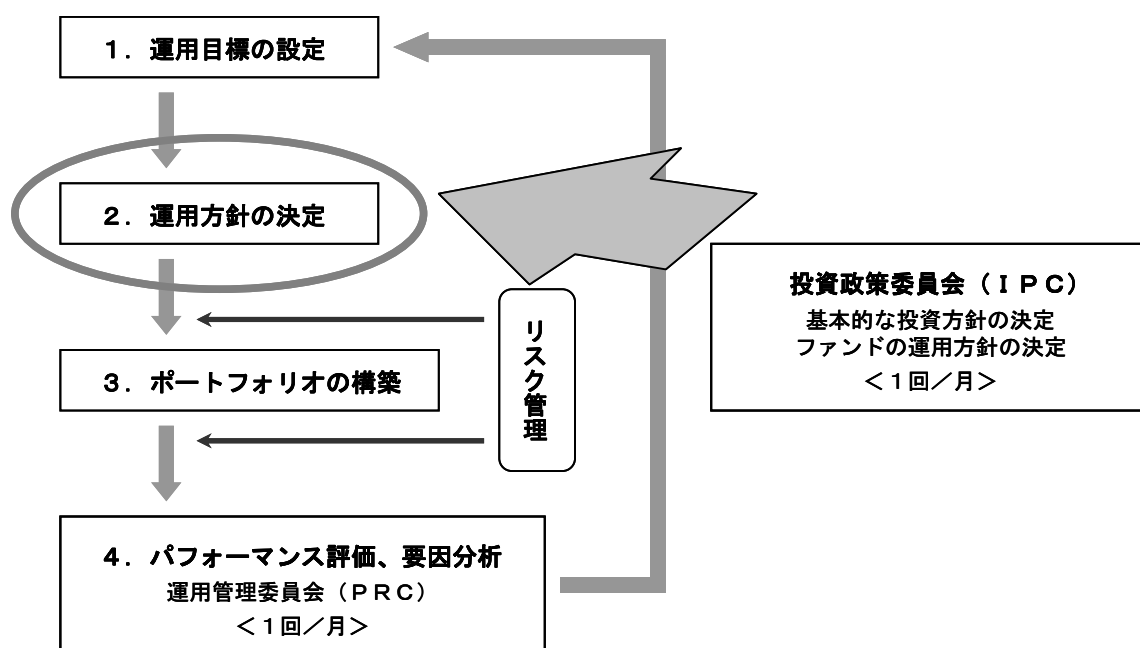 １．運用目標の設定
２．運用方針の決定
投資政策委員会（ＩＰＣ）
基本的な投資方針の決定
ファンドの運用方針の決定
＜１回／月＞
リスク管理
３．ポートフォリオの構築
４．パフォーマンス評価、要因分析
運用管理委員会（ＰＲＣ）
＜１回／月＞